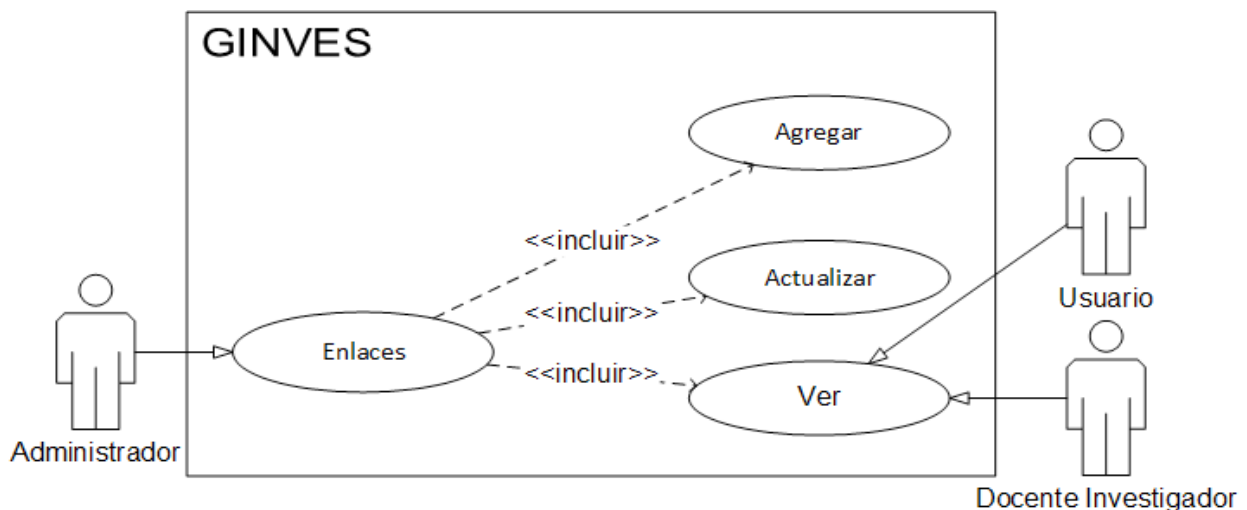 GINVES
Agregar
<<incluir>>
Actualizar
Usuario
<<incluir>>
Enlaces
<<incluir>>
Ver
Administrador
Docente Investigador